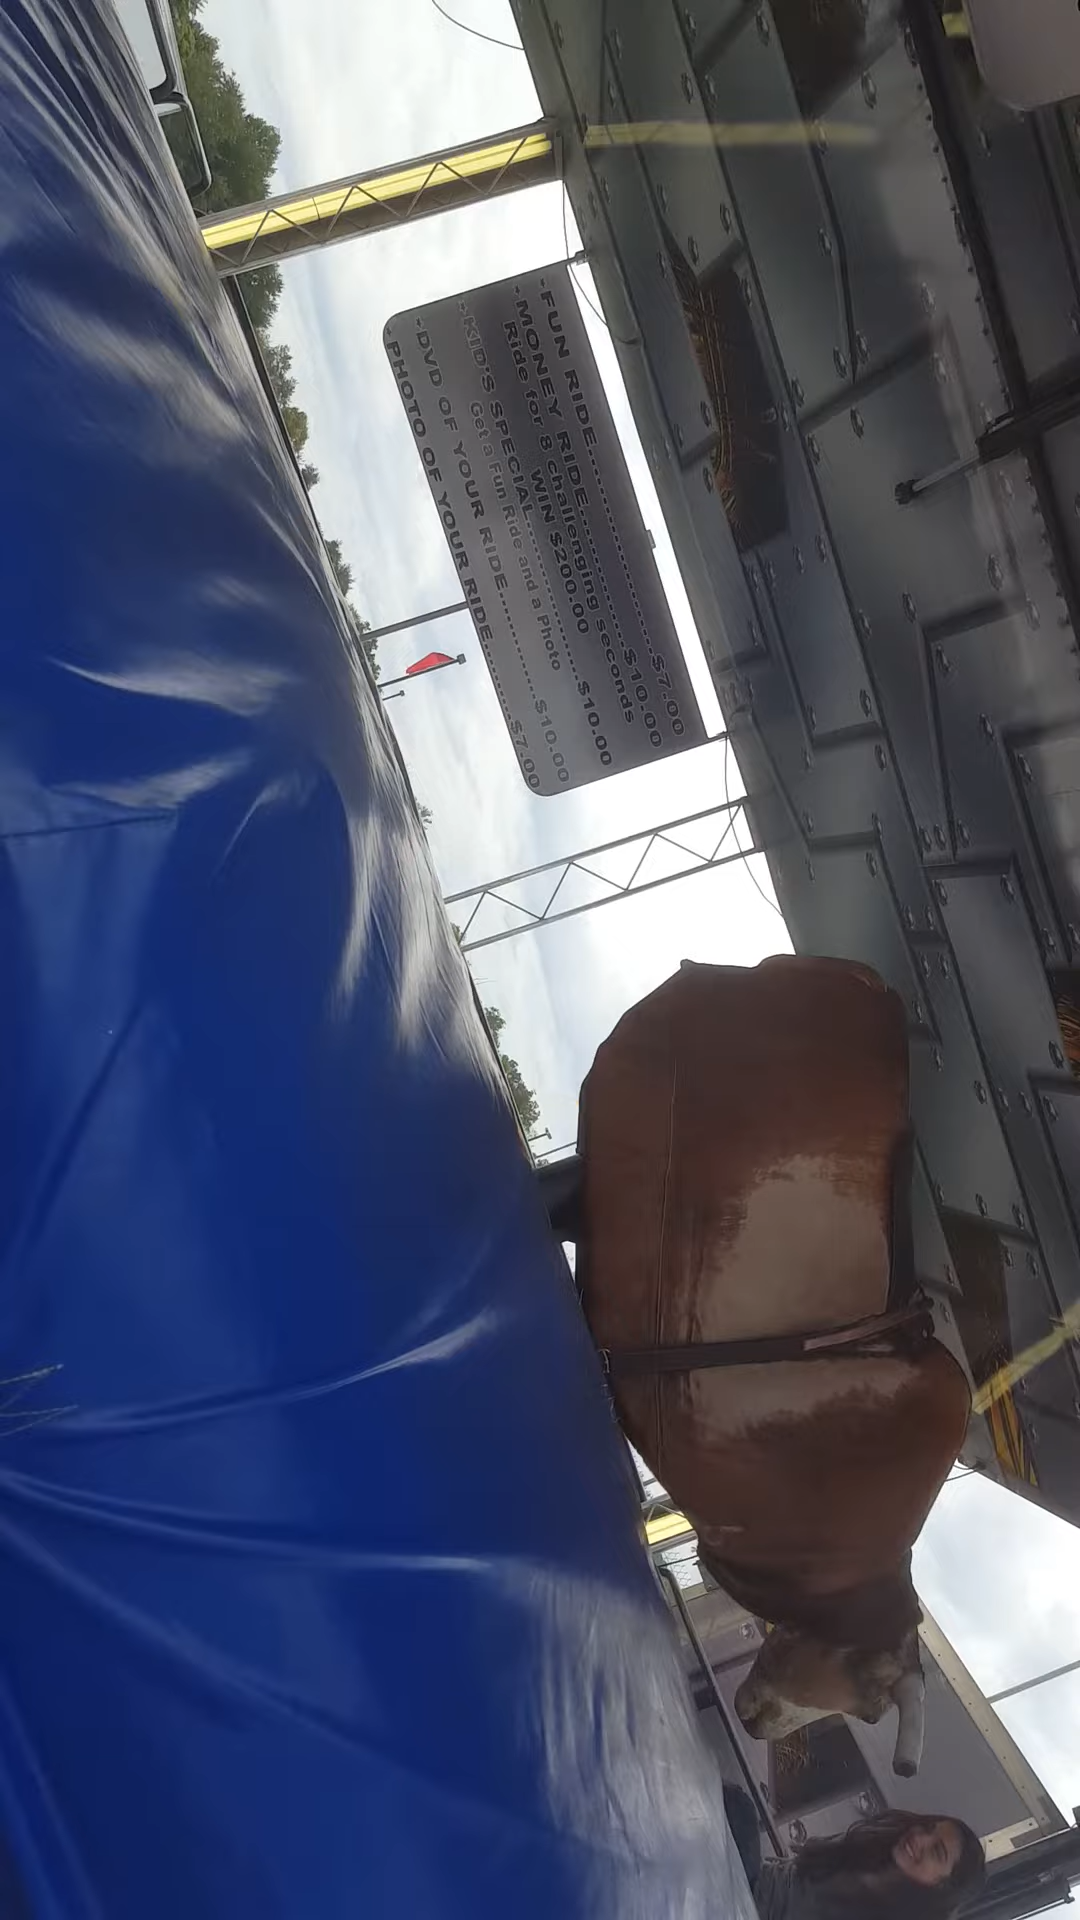 *FUN RIDE....................$7.00
*MONEY RIDE...............$10.00
Ride for 8 challenging seconds
WIN $200.00
*KID'S SPECIAL................$10.00
Get a Fun Ride and a Photo
*DVD OF YOUR RIDE..........$10.00
*PHOTO OF YOUR RIDE.........$7.00